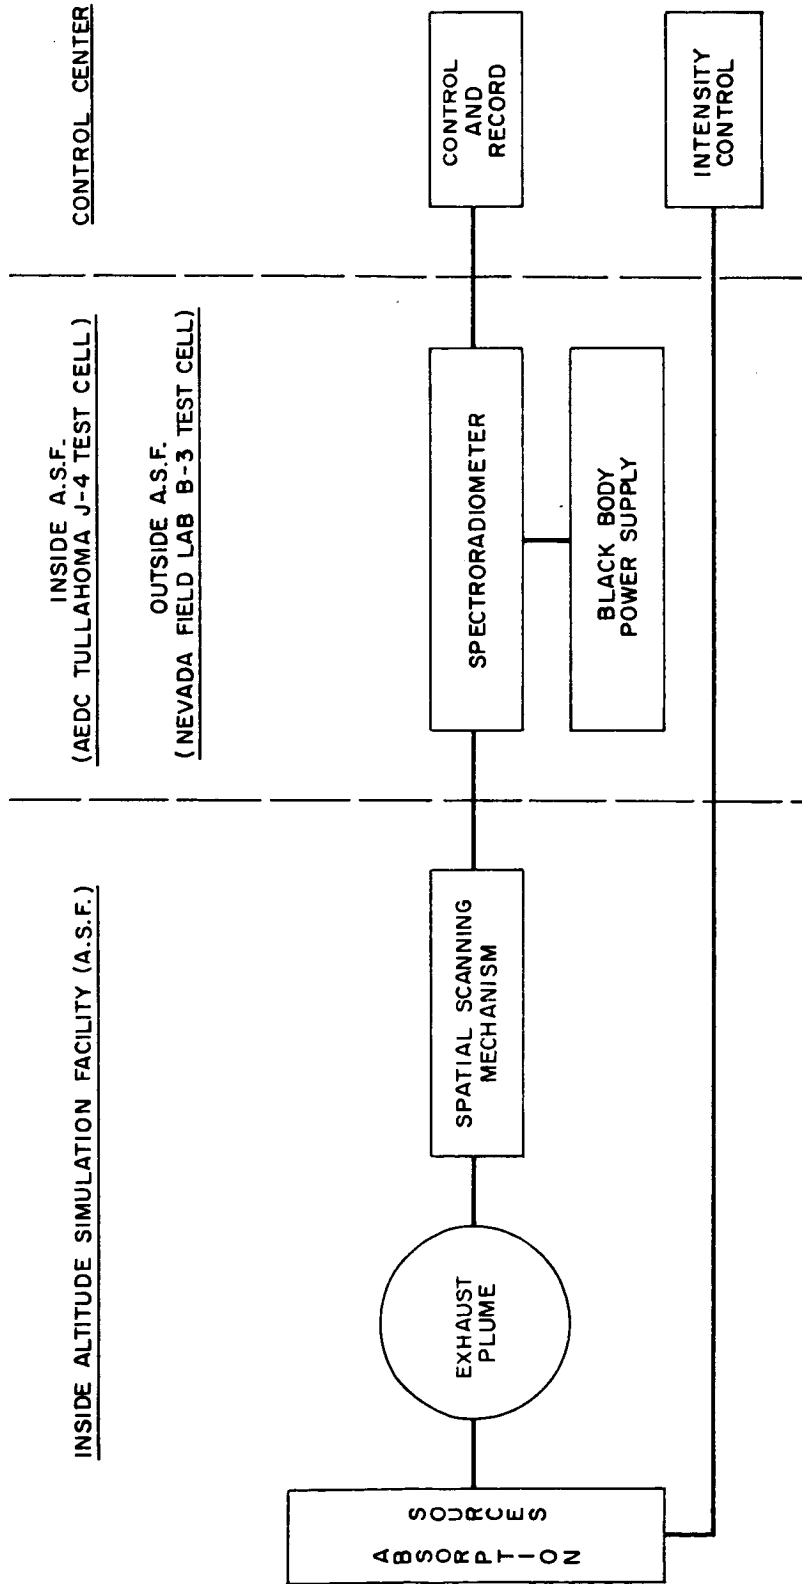 INSIDE ALTITUDE SIMULATION FACILITY (A.S.F.)
INSIDE A.S.F.
(AEDC TULLAHOMA J-4 TEST CELL)
OUTSIDE A.S.F.
(NEVADA FIELD LAB B-3 TEST CELL)
CONTROL CENTER
ABSORPTION
SOURCES
EXHAUST
PLUME
SPATIAL SCANNING
MECHANISM
SPECTRORADIOMETER
BLACK BODY
POWER SUPPLY
CONTROL
AND
RECORD
INTENSITY
CONTROL